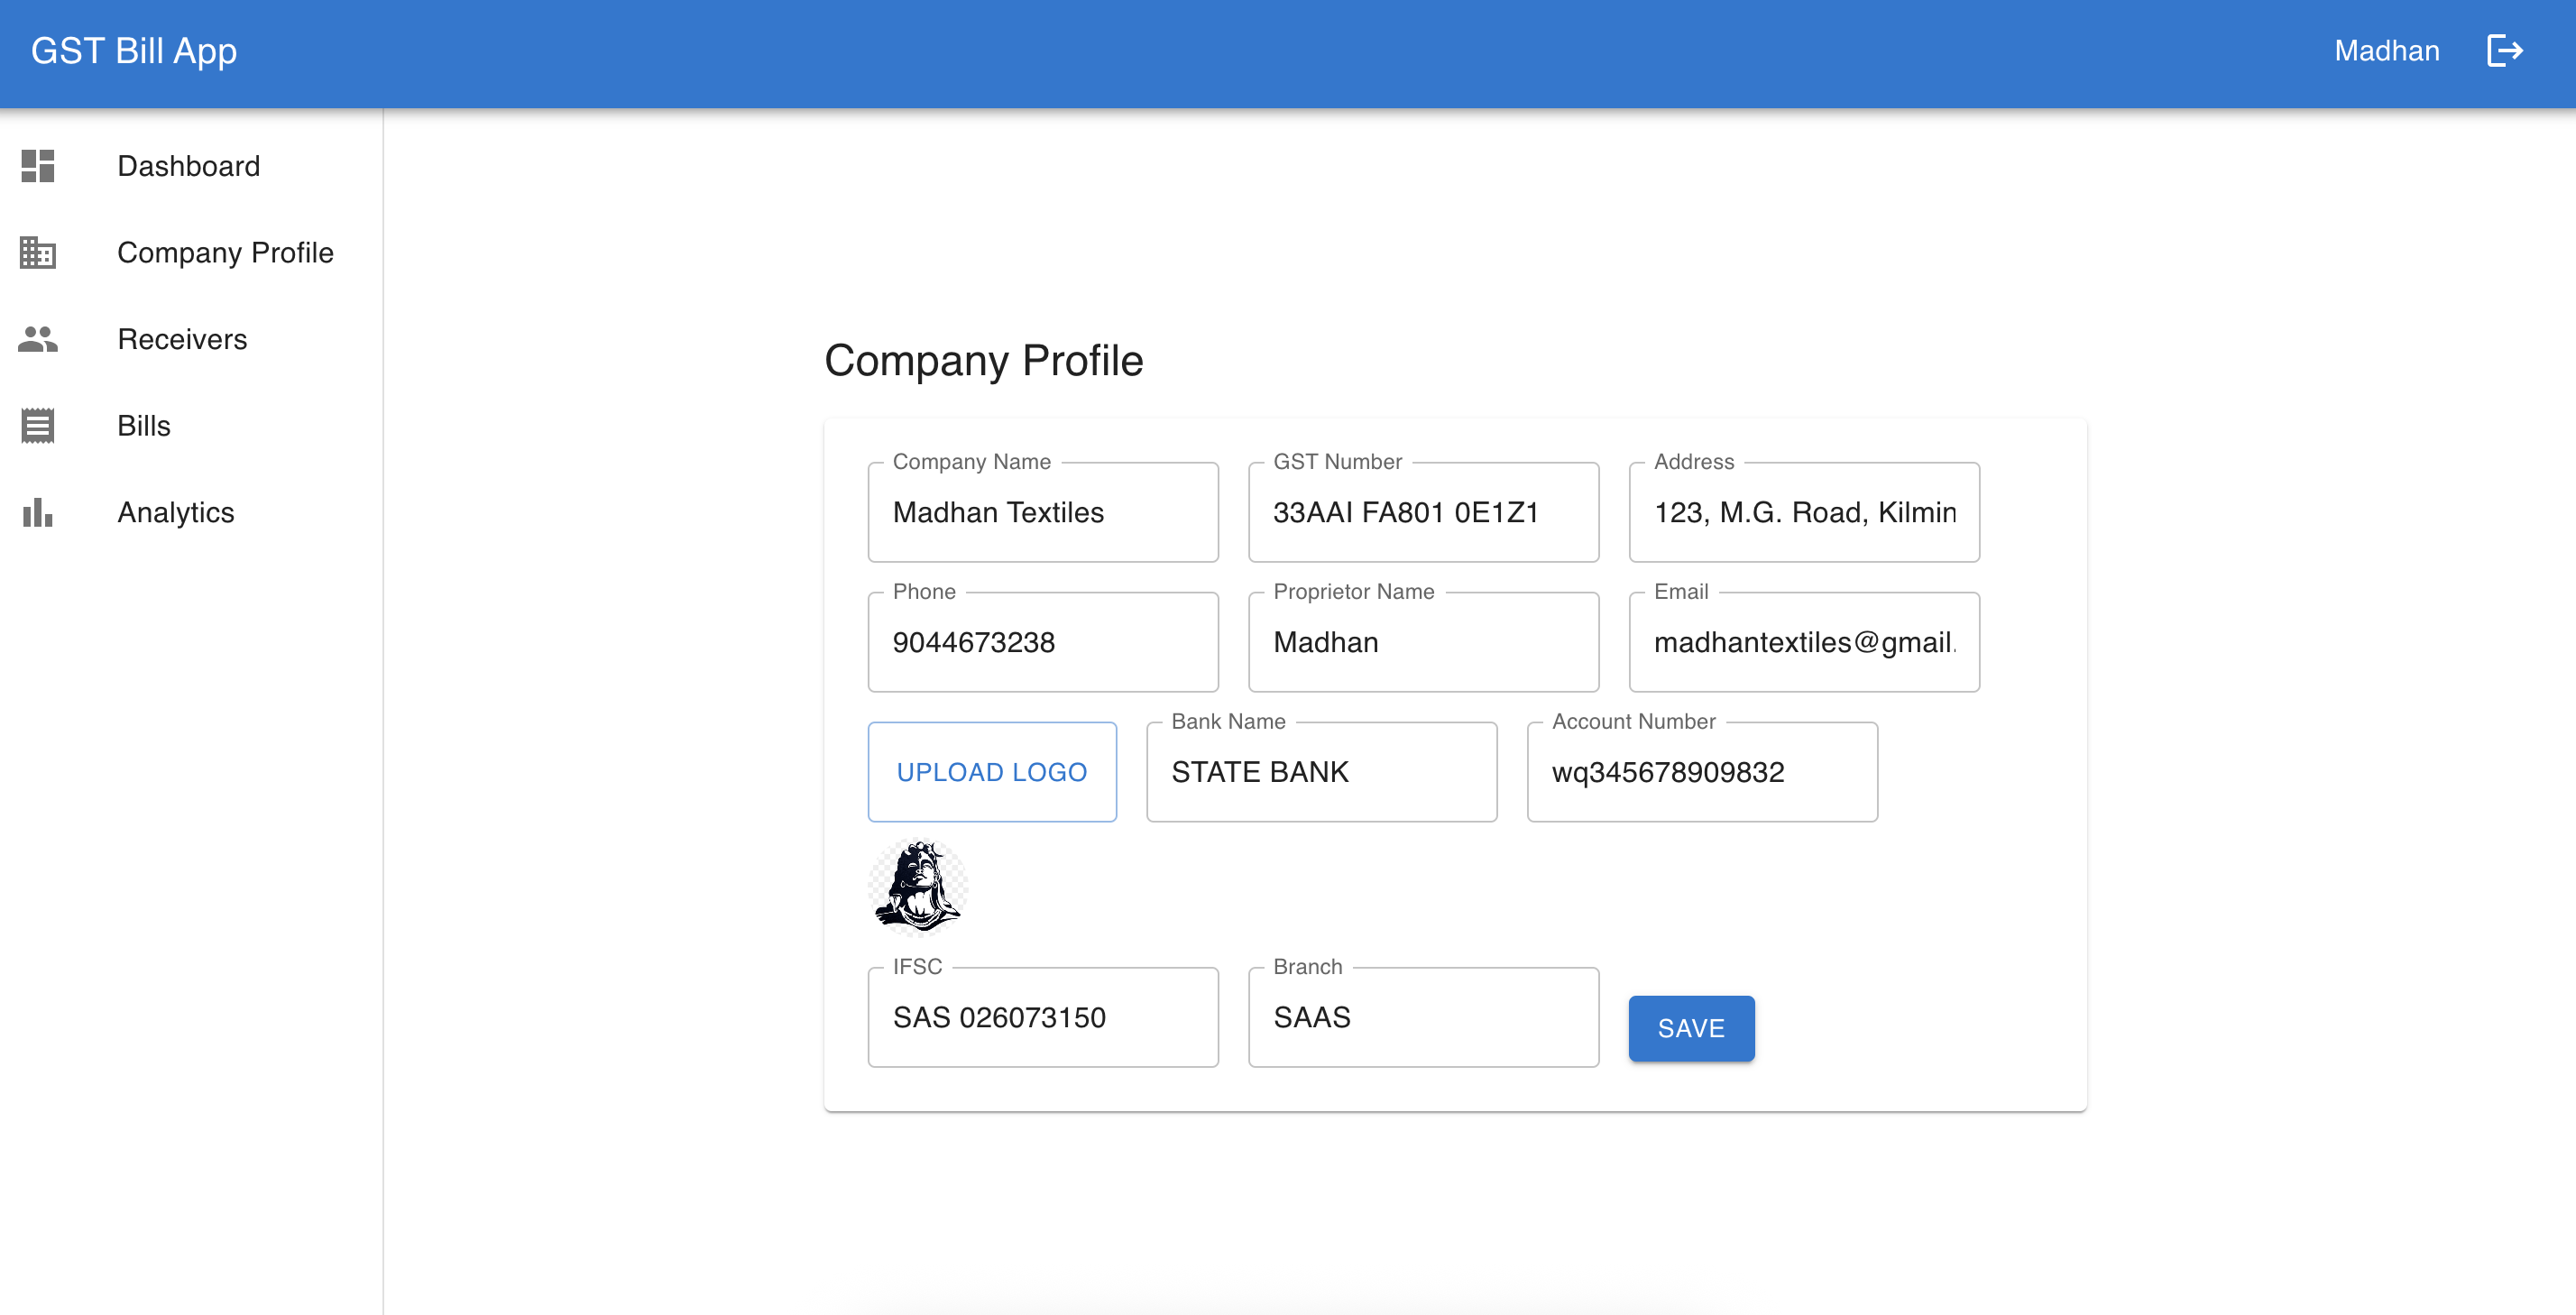 GST Bill App
Madhan
Dashboard
Company Profile
Receivers
Bills
Analytics
Company Profile
Company Name
Madhan Textiles
GST Number
33AAI FA801 0E1Z1
Address
123, M.G. Road, Kilmin
Phone
9044673238
Proprietor Name
Madhan
Email
madhantextiles@gmail.
UPLOAD LOGO
Bank Name
STATE BANK
Account Number
wq345678909832
IFSC
SAS 026073150
Branch
SAAS
SAVE